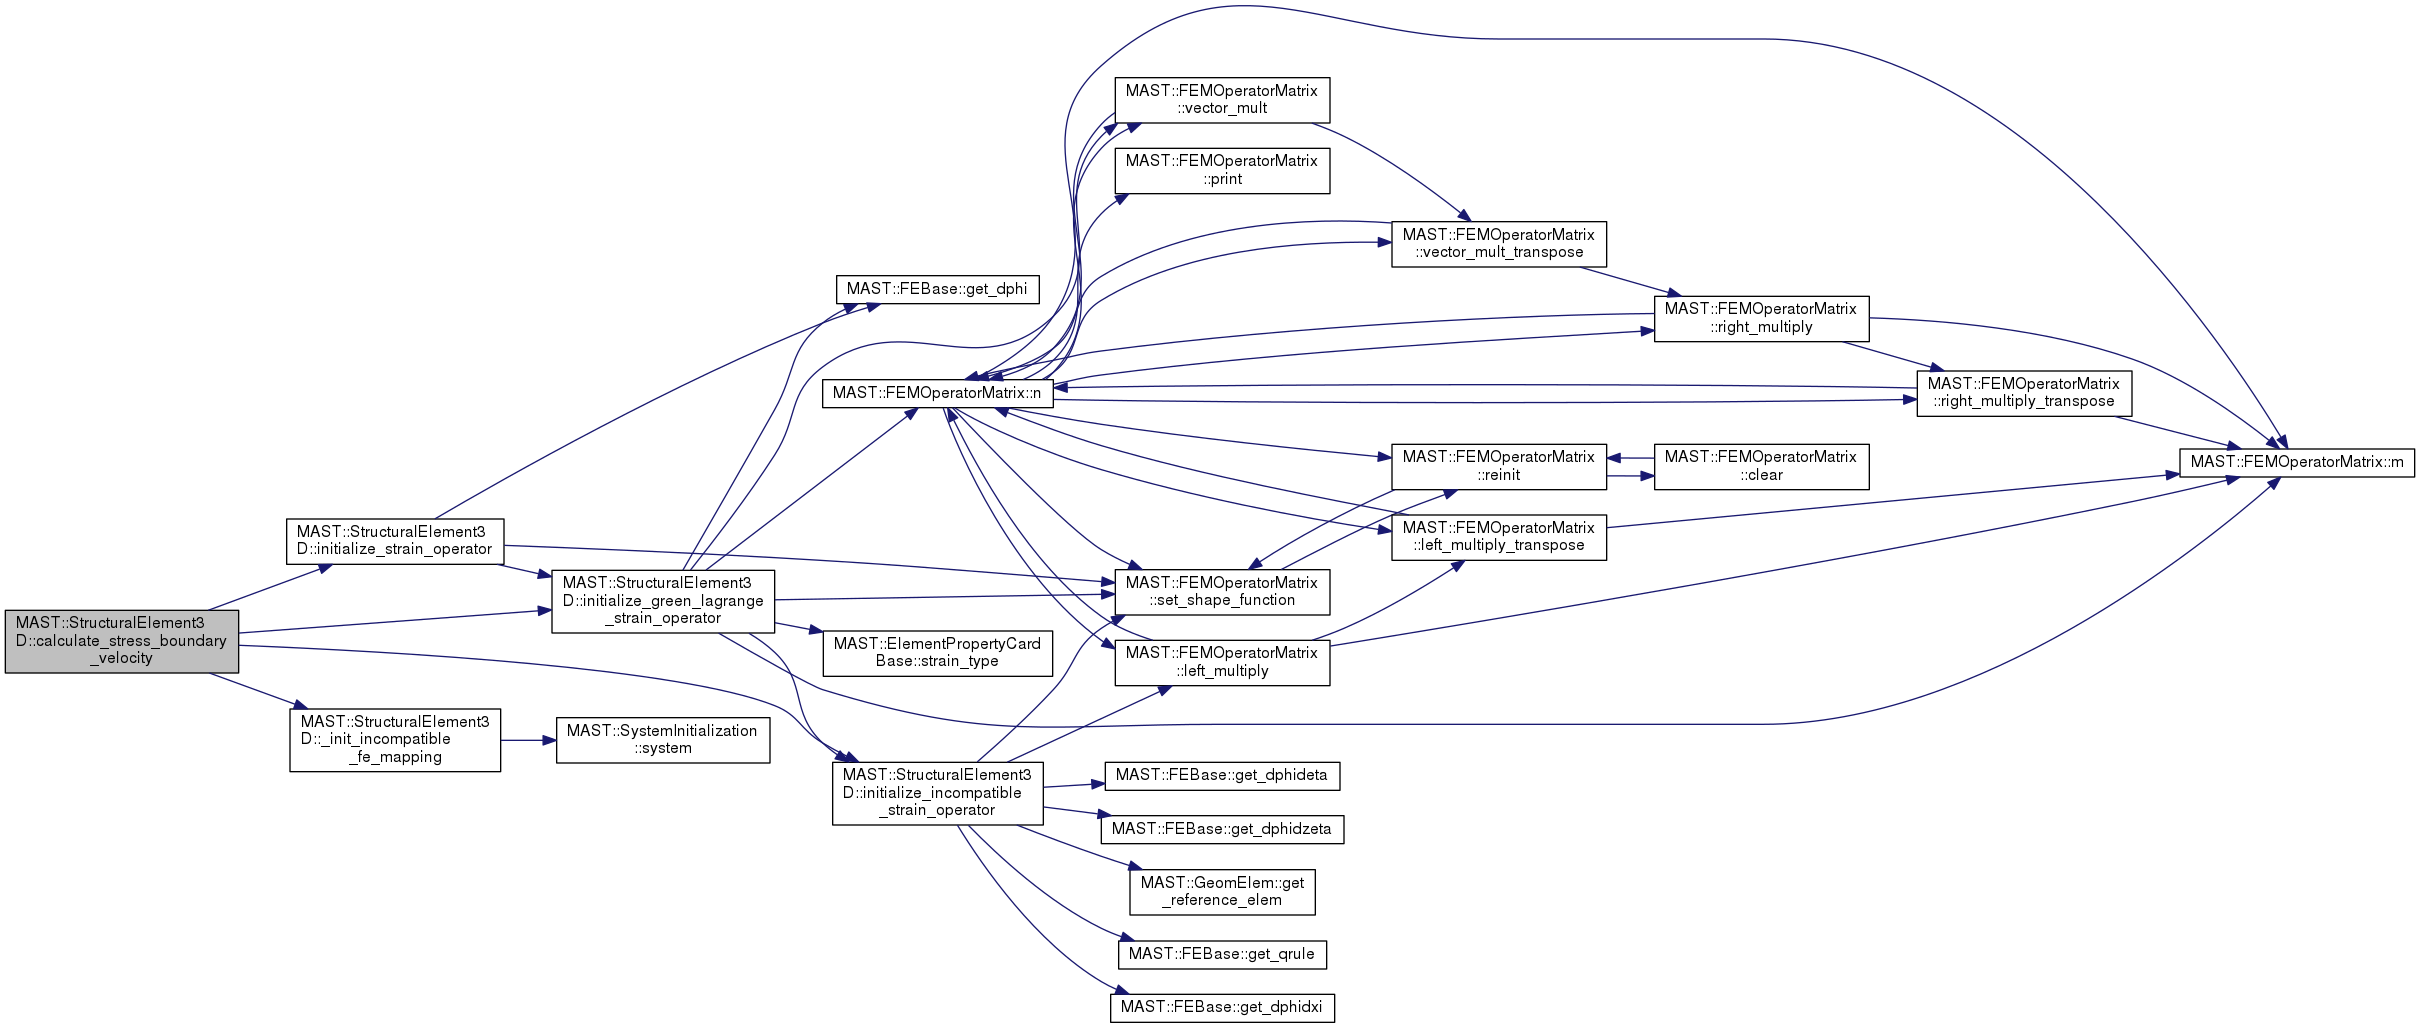 MAST::StructuralElement3
D::calculate_stress_boundary
_velocity
MAST::StructuralElement3
D::initialize_strain_operator
MAST::StructuralElement3
D::_init_incompatible
_fe_mapping
MAST::StructuralElement3
D::initialize_green_lagrange
_strain_operator
MAST::SystemInitialization
::system
MAST::FEBase::get_dphi
MAST::FEMOperatorMatrix::n
MAST::ElementPropertyCard
Base::strain_type
MAST::StructuralElement3
D::initialize_incompatible
_strain_operator
MAST::FEMOperatorMatrix
::vector_mult
MAST::FEMOperatorMatrix
::print
MAST::FEMOperatorMatrix
::set_shape_function
MAST::FEMOperatorMatrix
::left_multiply
MAST::FEBase::get_dphideta
MAST::FEBase::get_dphidzeta
MAST::GeomElem::get
_reference_elem
MAST::FEBase::get_qrule
MAST::FEBase::get_dphidxi
MAST::FEMOperatorMatrix
::vector_mult_transpose
MAST::FEMOperatorMatrix
::reinit
MAST::FEMOperatorMatrix
::left_multiply_transpose
MAST::FEMOperatorMatrix
::right_multiply
MAST::FEMOperatorMatrix
::clear
MAST::FEMOperatorMatrix
::right_multiply_transpose
MAST::FEMOperatorMatrix::m